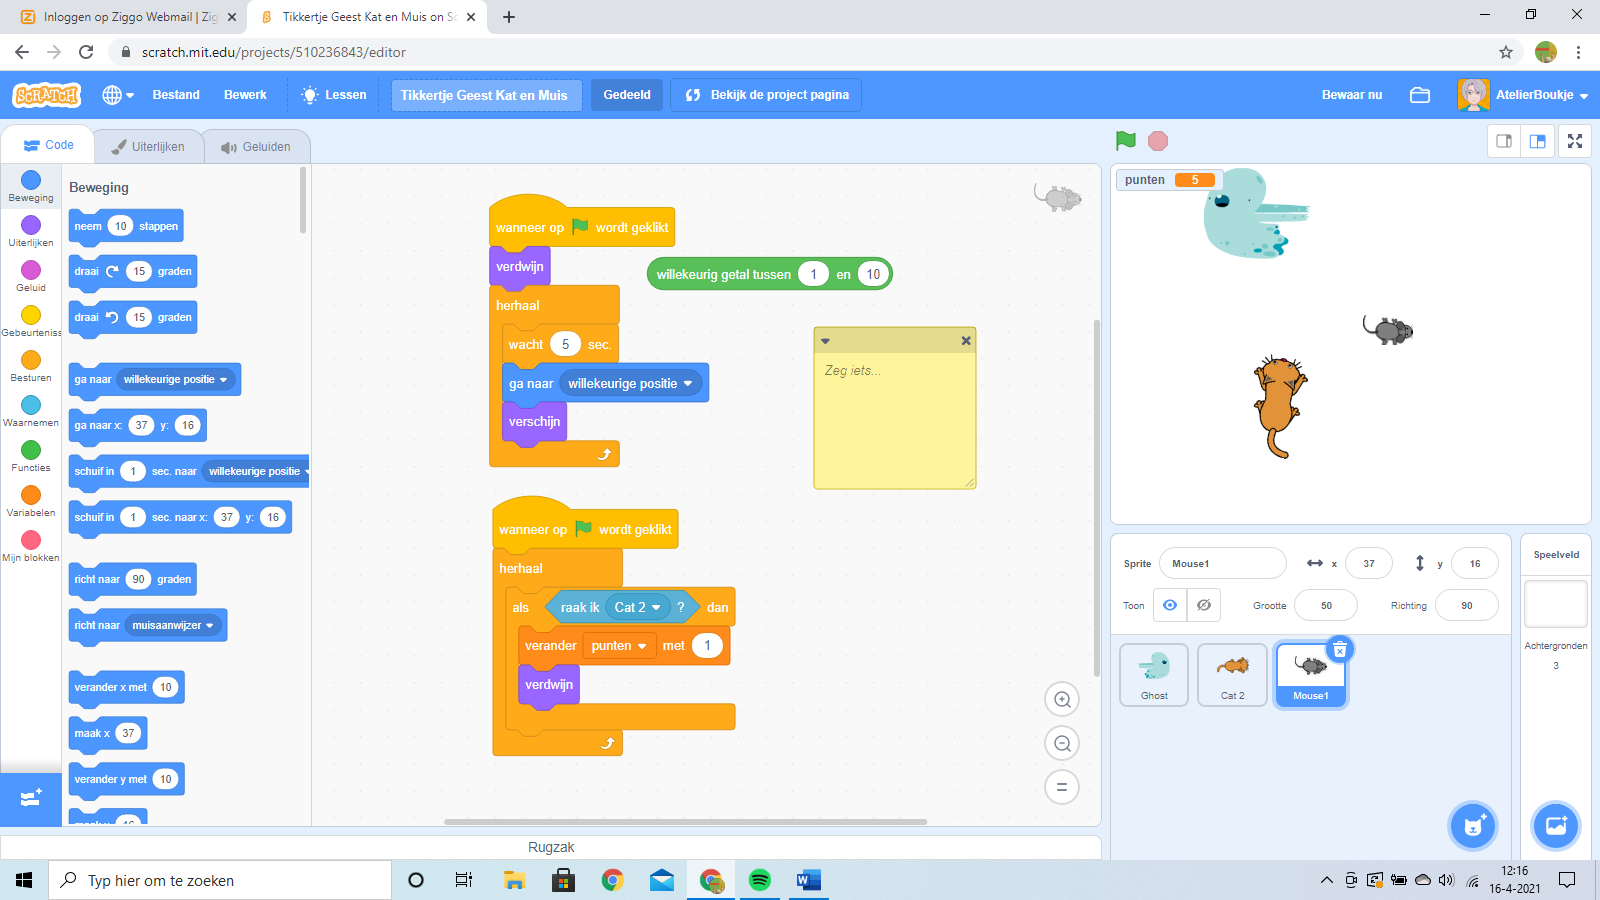 Inloggen op Ziggo Webmail | Zig
Tikkertje Geest Kat en Muis on Sc
scratch.mit.edu/projects/510236843/editor
SCRATCH
Bestand
Bewerk
Lessen
Tikkertje Geest Kat en Muis
Gedeeld
Bekijk de project pagina
Bewaar nu
AtelierBoukje
Code
Uiterlijken
Geluiden
Beweging
Uiterlijken
Geluid
Gebeurteniss
Besturen
Waarnemen
Functies
Variabelen
Mijn blokken
Beweging
neem 10 stappen
draai 15 graden
draai 15 graden
ga naar willekeurige positie
ga naar x: 37 y: 16
schuif in 1 sec. naar willekeurige positie
schuif in 1 sec. naar x: 37 y: 16
richt naar 90 graden
richt naar muisaanwijzer
verander x met 10
maak x 37
verander y met 10
maak y 16
wanneer op wordt geklikt
verdwijn
herhaal
wacht 5 sec.
ga naar willekeurige positie
verschijn
willekeurig getal tussen 1 en 10
Zeg iets...
wanneer op wordt geklikt
herhaal
als raak ik Cat 2 ? dan
verander punten met 1
verdwijn
=
Rugzak
punten 5
Sprite Mouse1 x 37 y 16
Toon Grootte 50 Richting 90
Ghost
Cat 2
Mouse1
Speelveld
Achtergronden
3
Typ hier om te zoeken
12:16
16-4-2021